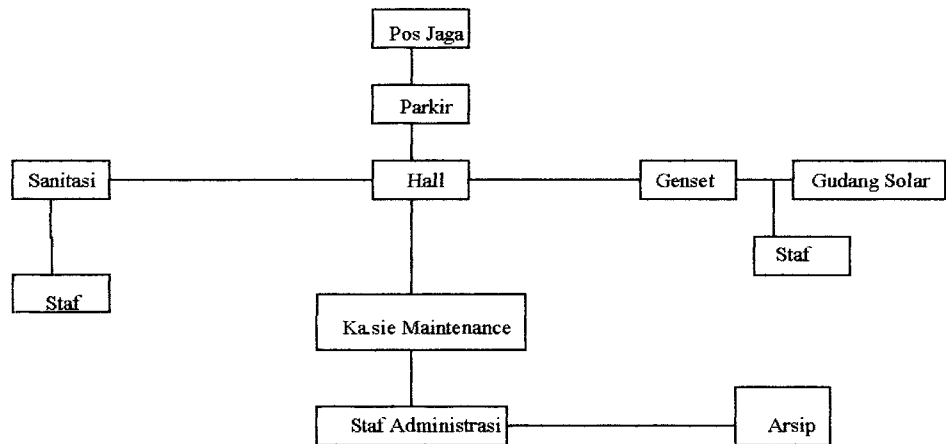 Pos Jaga
Parkir
Sanitasi
Hall
Genset
Gudang Solar
Staf
Staf
Ka.sie Maintenance
Staf Administrasi
Arsip